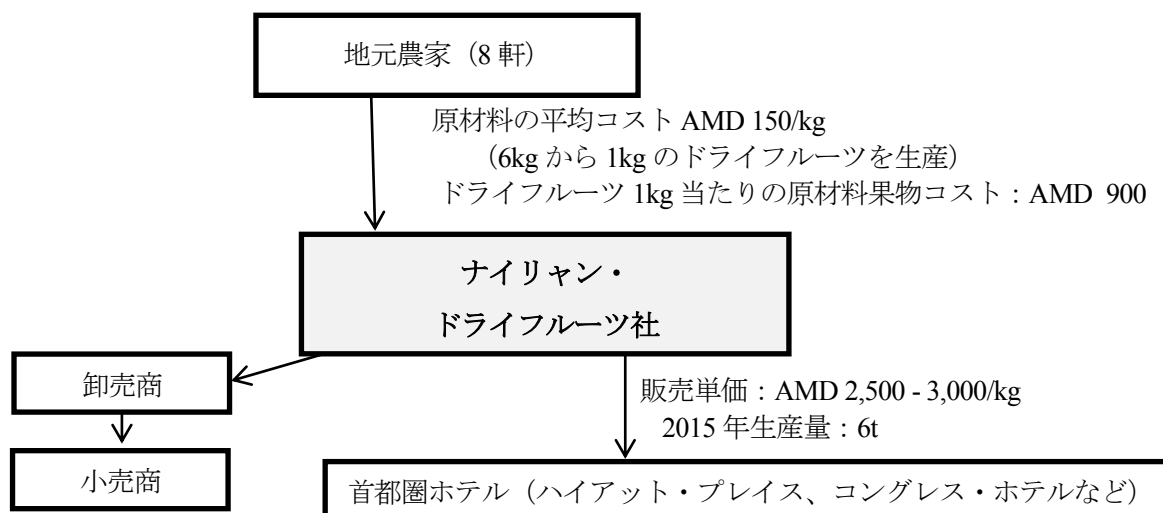 地元農家（8 軒）
原材料の平均コスト AMD 150/kg
（6kg から 1kg のドライフルーツを生産）
ドライフルーツ 1kg 当たりの原材料果物コスト：AMD 900
ナイリャン・
ドライフルーツ社
卸売商
販売単価：AMD 2,500 - 3,000/kg
2015 年生産量：6t
小売商
首都圏ホテル（ハイアット・プレイス、コングレス・ホテルなど）